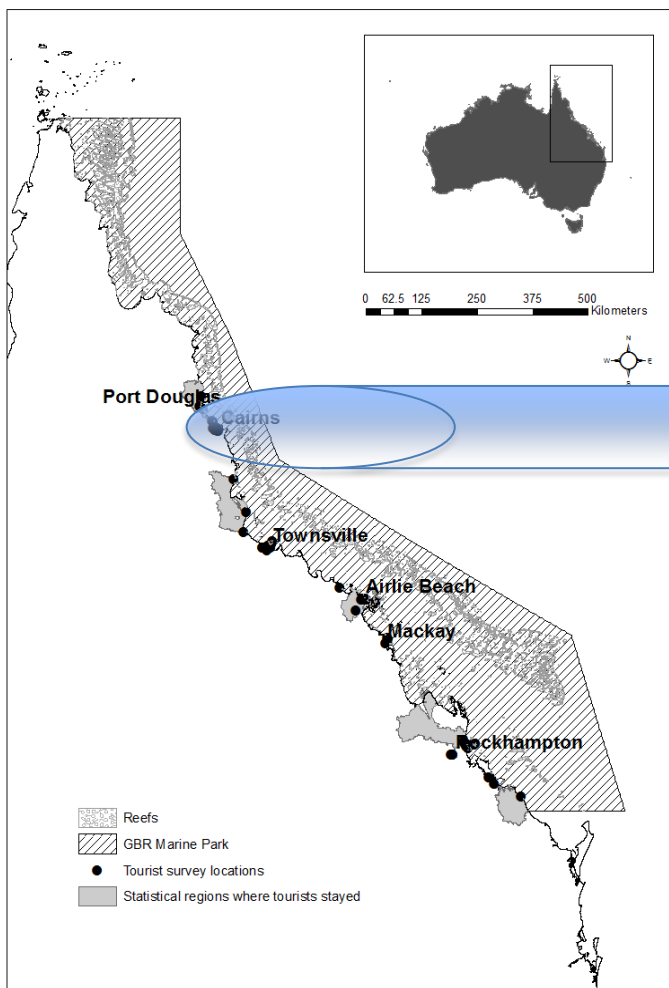 0 62.5 125 250 375 500
Kilometers
N
W E
S
Port Douglas
Cairns
Townsville
Airlie Beach
Mackay
Rockhampton
Reefs
GBR Marine Park
Tourist survey locations
Statistical regions where tourists stayed